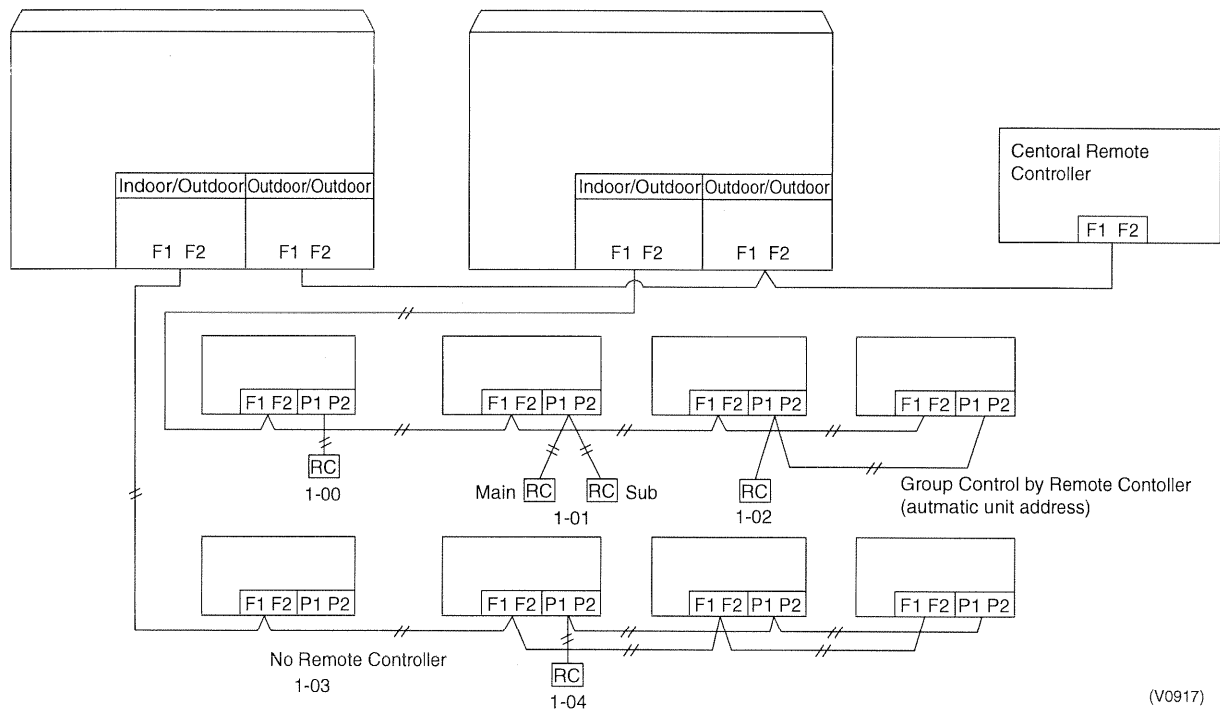 Indoor/Outdoor Outdoor/Outdoor
F1 F2 F1 F2
Indoor/Outdoor Outdoor/Outdoor
F1 F2 F1 F2
Centoral Remote
Controller
F1 F2
F1 F2 P1 P2
F1 F2 P1 P2
F1 F2 P1 P2
F1 F2 P1 P2
RC
1-00
Main RC RC Sub
1-01
RC
1-02
Group Control by Remote Contoller
(autmatic unit address)
F1 F2 P1 P2
F1 F2 P1 P2
F1 F2 P1 P2
F1 F2 P1 P2
No Remote Controller
1-03
RC
1-04
(V0917)